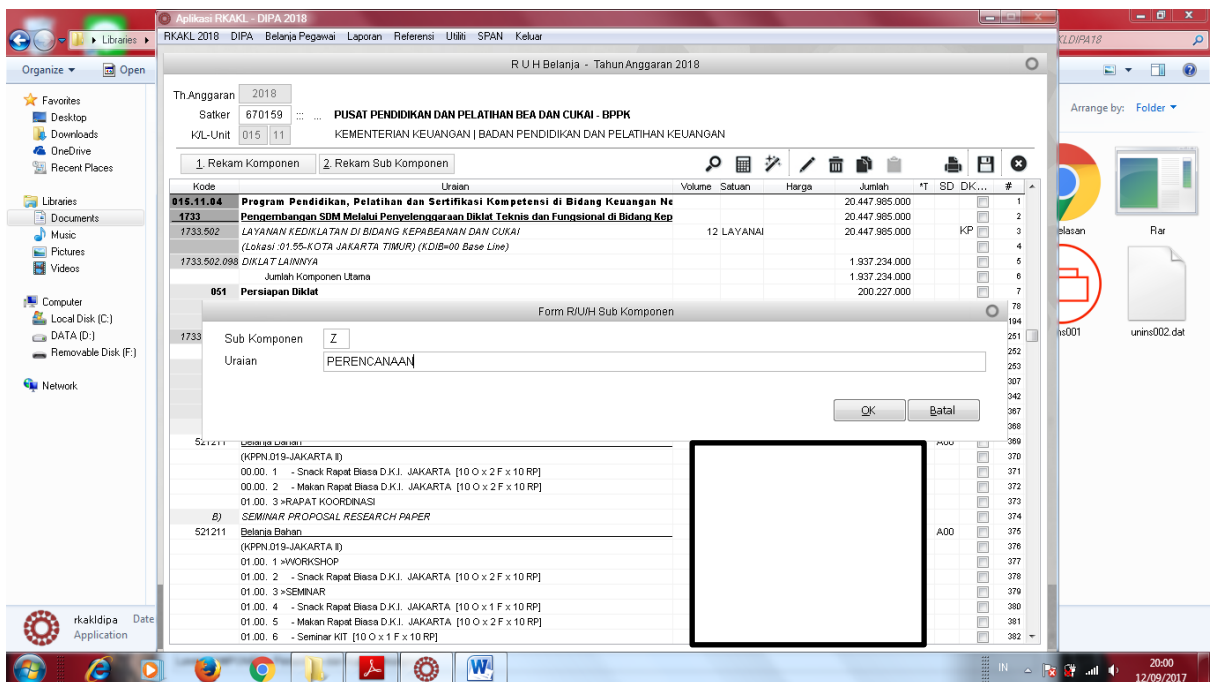 Aplikasi RKAKL - DIPA 2018
RKAKL 2018 DIPA Belanja Pegawai Laporan Referensi Utiliti SPAN Keluar
Libraries
KLDIPA18
Organize
Open
Favorites
Desktop
Downloads
OneDrive
Recent Places
Libraries
Documents
Music
Pictures
Videos
Computer
Local Disk (C:)
DATA (D:)
Removable Disk (F:)
Network
rkakldipa Date
Application
R U H Belanja - Tahun Anggaran 2018
Th.Anggaran 2018
Satker 670159 ::: ... PUSAT PENDIDIKAN DAN PELATIHAN BEA DAN CUKAI - BPPK
K/L-Unit 015 11 KEMENTERIAN KEUANGAN | BADAN PENDIDIKAN DAN PELATIHAN KEUANGAN
1. Rekam Komponen 2. Rekam Sub Komponen
Kode Uraian Volume Satuan Harga Jumlah *T SD DK... #
015.11.04 Program Pendidikan, Pelatihan dan Sertifikasi Kompetensi di Bidang Keuangan Ne 20.447.985.000 1
1733 Pengembangan SDM Melalui Penyelenggaraan Diklat Teknis dan Fungsional di Bidang Kep 20.447.985.000 2
1733.502 LAYANAN KEDIKLATAN DI BIDANG KEPABEANAN DAN CUKAI 12 LAYANAI 20.447.985.000 KP 3
(Lokasi :01.55-KOTA JAKARTA TIMUR) (KDIB=00 Base Line) 4
1733.502.098 DIKLAT LAINNYA 1.937.234.000 5
Jumlah Komponen Utama 1.937.234.000 6
051 Persiapan Diklat 200.227.000 7
Form R/U/H Sub Komponen
78
194
1733
251
252
253
307
342
367
368
Sub Komponen Z
Uraian PERENCANAAN
OK Batal
521211 Belanja Bahan A00 369
(KPPN.019-JAKARTA II) 370
00.00. 1 - Snack Rapat Biasa D.K.I. JAKARTA [10 O x 2 F x 10 RP] 371
00.00. 2 - Makan Rapat Biasa D.K.I. JAKARTA [10 O x 2 F x 10 RP] 372
01.00. 3 »RAPAT KOORDINASI 373
B) SEMINAR PROPOSAL RESEARCH PAPER 374
521211 Belanja Bahan A00 375
(KPPN.019-JAKARTA II) 376
01.00. 1 »WORKSHOP 377
01.00. 2 - Snack Rapat Biasa D.K.I. JAKARTA [10 O x 2 F x 10 RP] 378
01.00. 3 »SEMINAR 379
01.00. 4 - Snack Rapat Biasa D.K.I. JAKARTA [10 O x 1 F x 10 RP] 380
01.00. 5 - Makan Rapat Biasa D.K.I. JAKARTA [10 O x 1 F x 10 RP] 381
01.00. 6 - Seminar KIT [10 O x 1 F x 10 RP] 382
Arrange by: Folder
elasan
Rar
ns001
unins002.dat
IN
20:00
12/09/2017